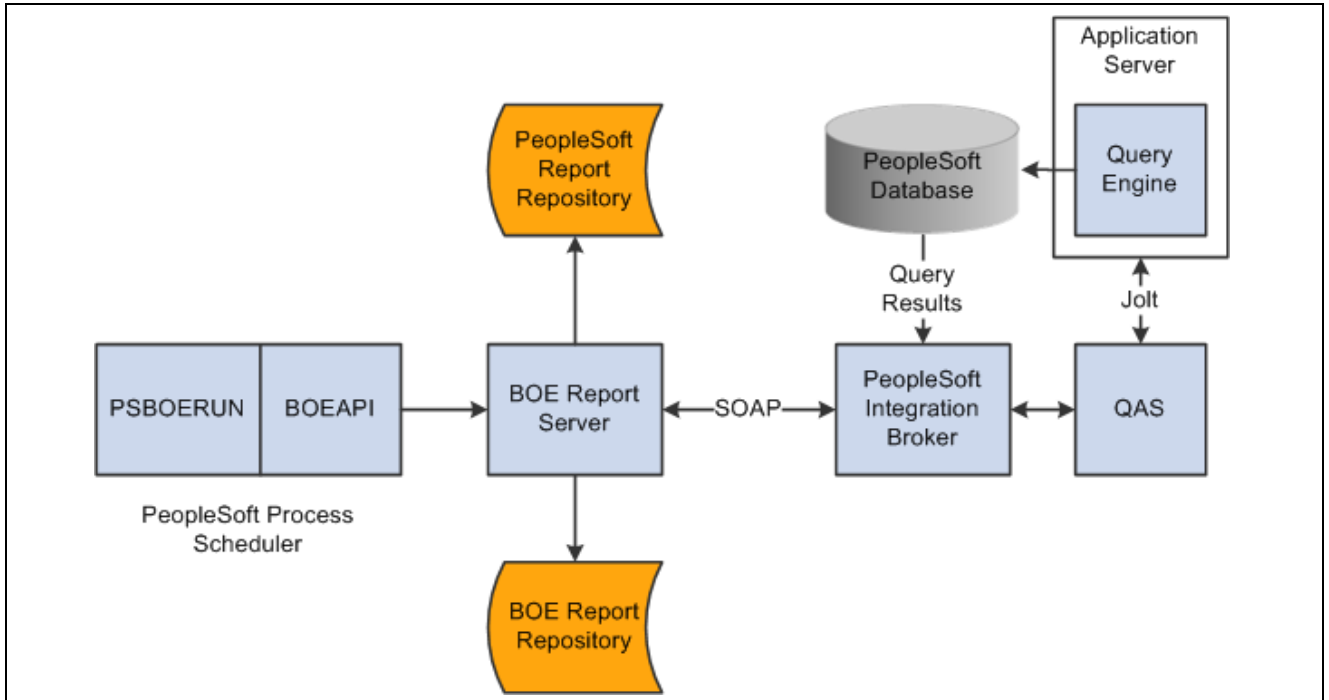 Application
Server
PeopleSoft
Report
Repository
PeopleSoft
Database
Query
Engine
Query
Results
Jolt
PSBOERUN
BOEAPI
BOE Report
Server
SOAP
PeopleSoft
Integration
Broker
QAS
PeopleSoft Process
Scheduler
BOE Report
Repository